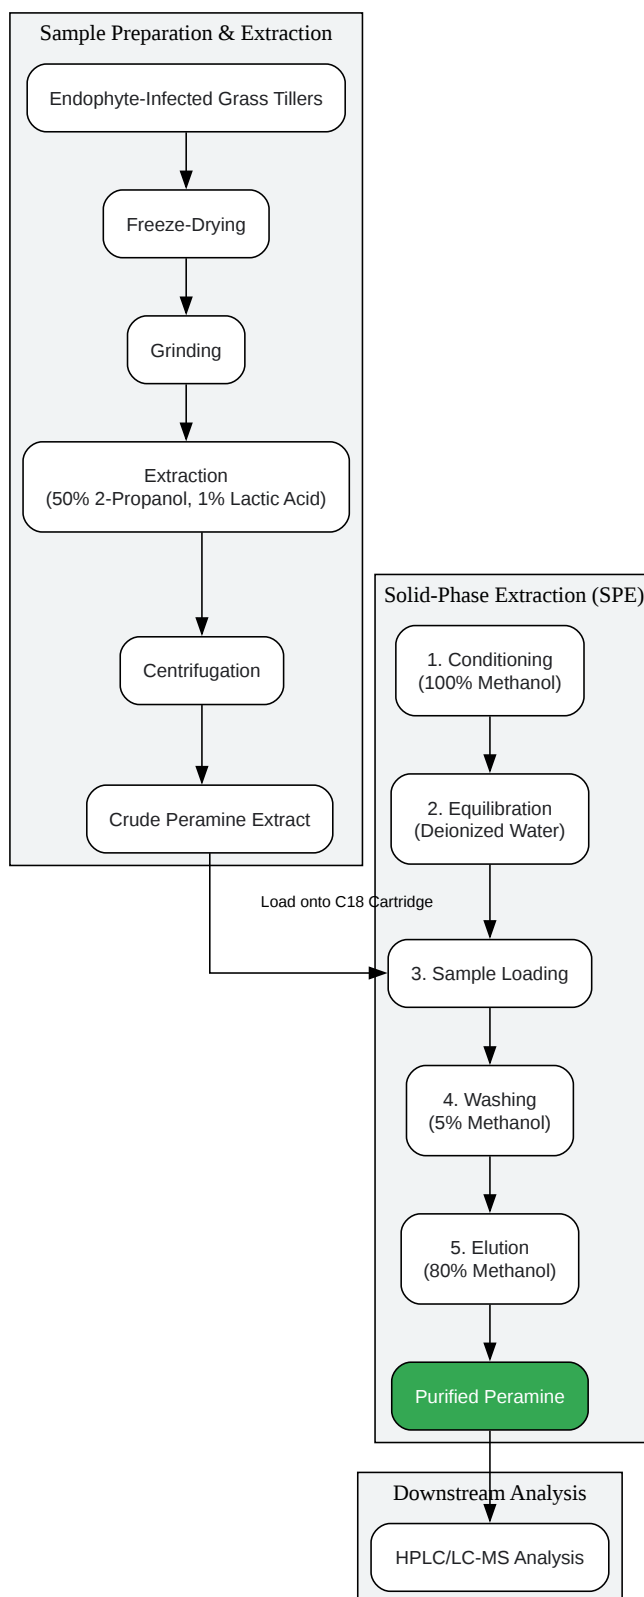 Sample Preparation & Extraction
Endophyte-Infected Grass Tillers
Freeze-Drying
Grinding
Extraction
(50% 2-Propanol, 1% Lactic Acid)
Centrifugation
Crude Peramine Extract
Load onto C18 Cartridge
Solid-Phase Extraction (SPE)
1. Conditioning
(100% Methanol)
2. Equilibration
(Deionized Water)
3. Sample Loading
4. Washing
(5% Methanol)
5. Elution
(80% Methanol)
Purified Peramine
Downstream Analysis
HPLC/LC-MS Analysis